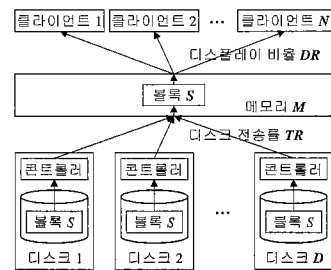 클라이언트 1 클라이언트 2 ··· 클라이언트 N
디스플레이 비율 DR
블록 S
메모리 M
디스크 전송률 TR
컨트롤러 컨트롤러 ··· 컨트롤러
블록 S 블록 S 블록 S
디스크 1 디스크 2 ··· 디스크 D